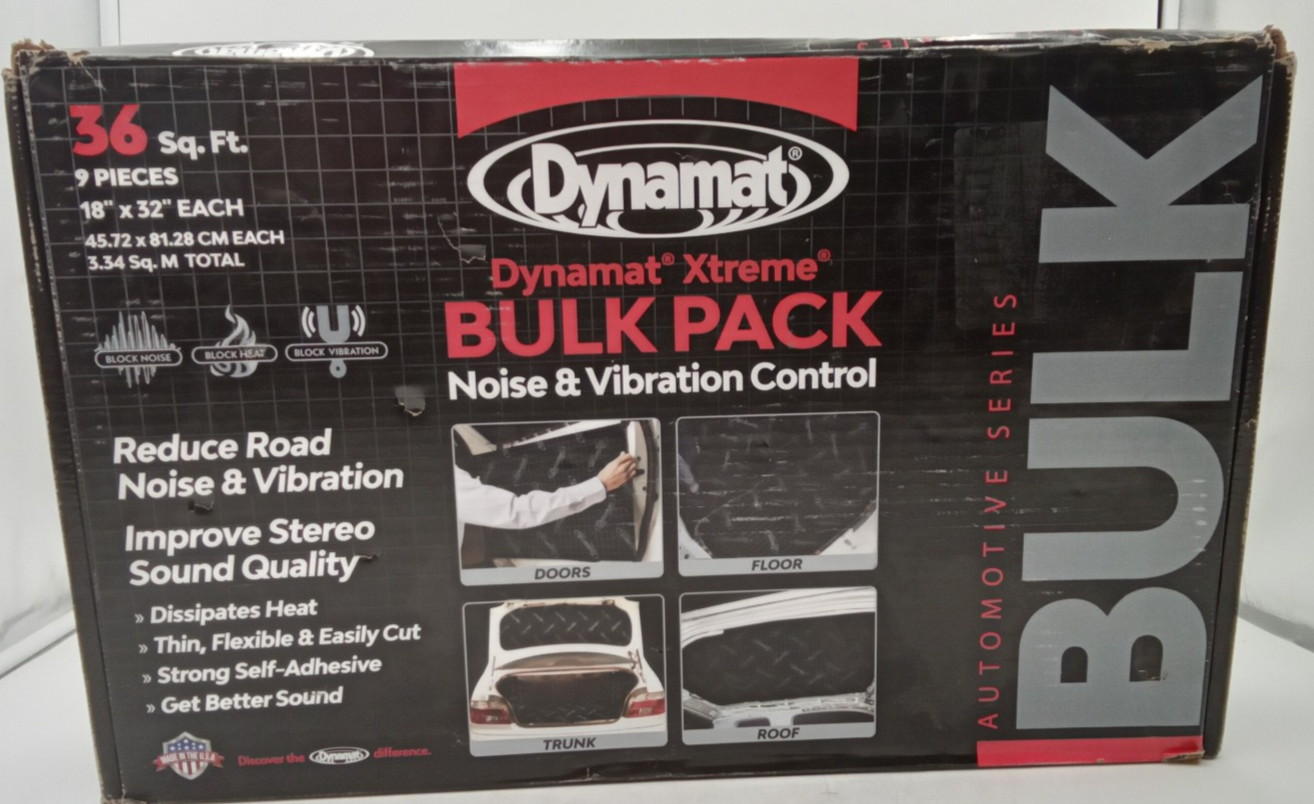 36 Sq. Ft.
9 PIECES
18" x 32" EACH
45.72 x 81.28 CM EACH
3.34 Sq. M TOTAL
BLOCK NOISE
BLOCK HEAT
BLOCK VIBRATION
Reduce Road
Noise & Vibration
Improve Stereo
Sound Quality
» Dissipates Heat
» Thin, Flexible & Easily Cut
» Strong Self-Adhesive
» Get Better Sound
MADE IN THE U.S.A
Discover the Dynamat difference.
Dynamat®
Dynamat® Xtreme®
BULK PACK
Noise & Vibration Control
DOORS
FLOOR
TRUNK
ROOF
AUTOMOTIVE SERIES
BULK